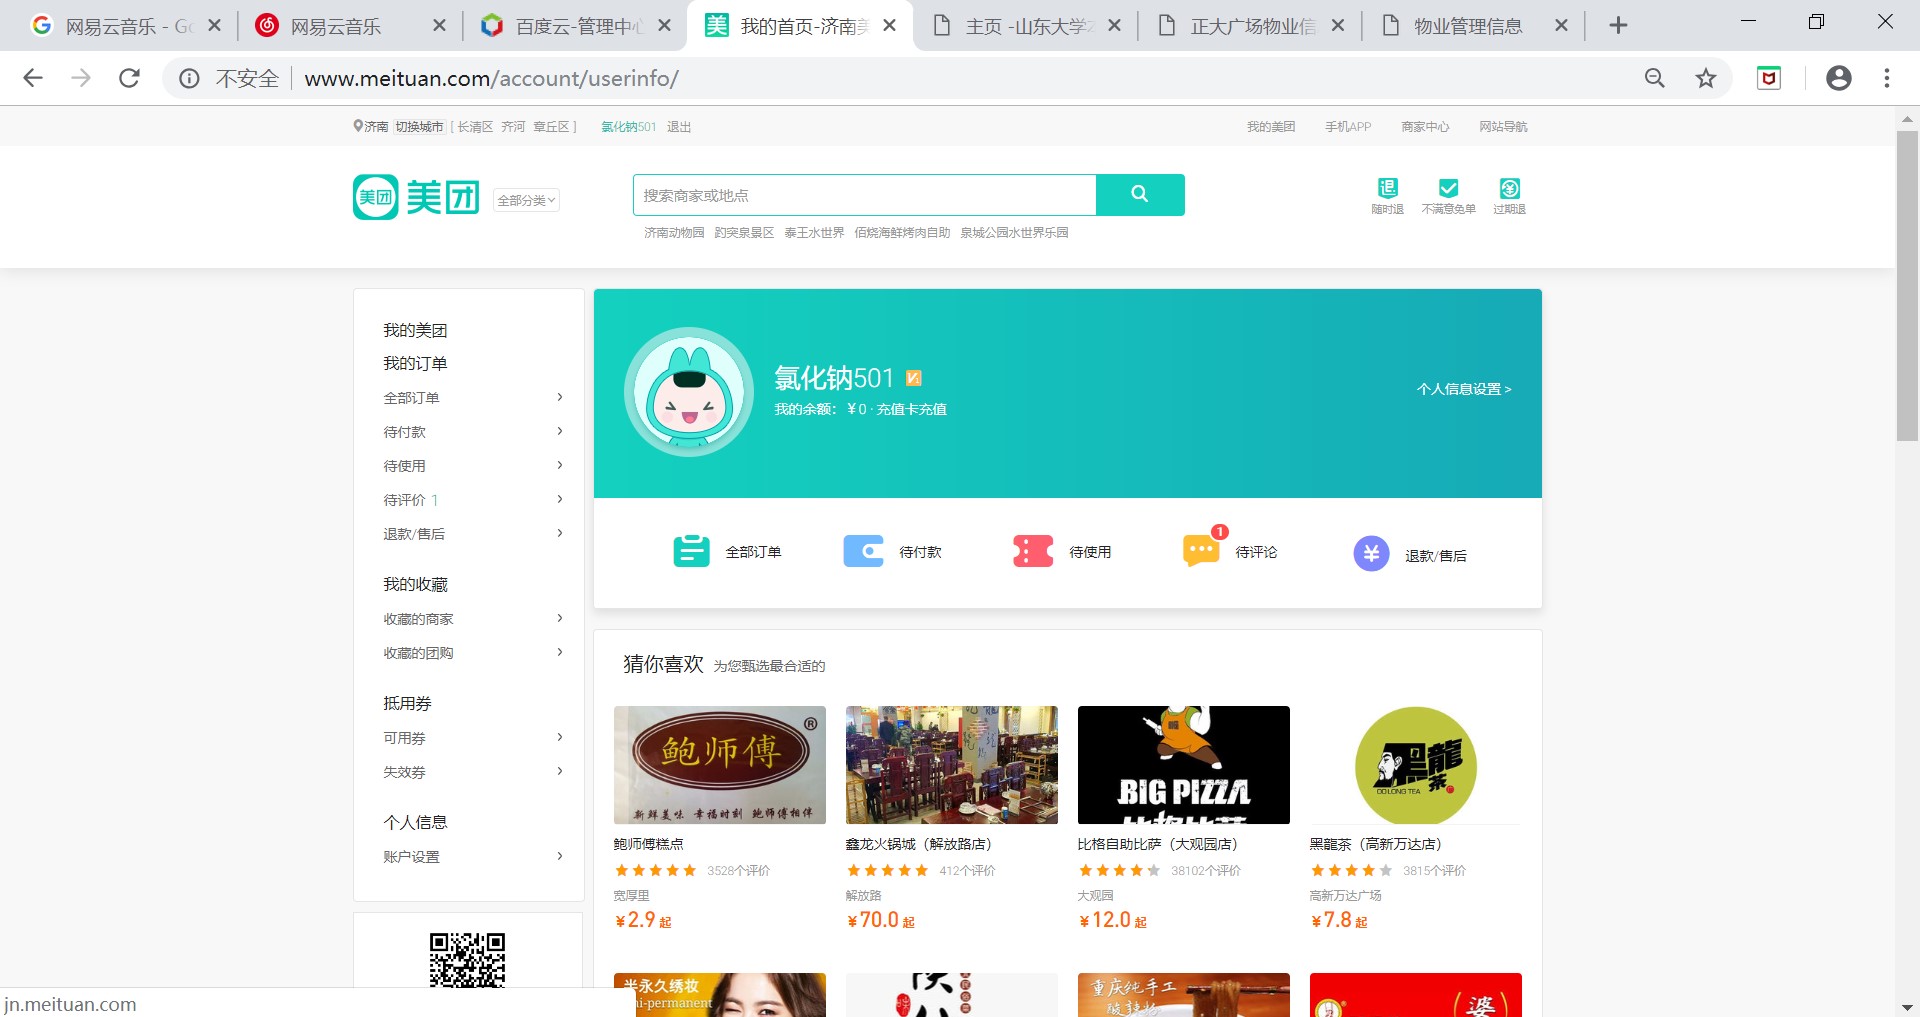 网易云音乐 - Go
网易云音乐
百度云-管理中心
美 我的首页-济南美
主页 -山东大学
正大广场物业信
物业管理信息
不安全 www.meituan.com/account/userinfo/
济南 切换城市 [ 长清区 齐河 章丘区 ] 氯化钠501 退出
我的美团 手机APP 商家中心 网站导航
美团 美团 全部分类
搜索商家或地点
济南动物园 趵突泉景区 泰王水世界 佰烧海鲜烤肉自助 泉城公园水世界乐园
退 随时退 不满意免单 ¥ 过期退
我的美团
我的订单
全部订单
待付款
待使用
待评价 1
退款/售后
我的收藏
收藏的商家
收藏的团购
抵用券
可用券
失效券
个人信息
账户设置
氯化钠501 V1
我的余额：¥0 · 充值卡充值
个人信息设置 >
全部订单 待付款 待使用 1 待评论 ¥ 退款/售后
猜你喜欢 为您甄选最合适的
鲍师傅 ®
新鲜美味 幸福时刻 鲍师傅相伴
鲍师傅糕点
3528个评价
宽厚里
¥2.9 起
鑫龙火锅城（解放路店）
412个评价
解放路
¥70.0 起
BIG PIZZA
比格比萨
比格自助比萨（大观园店）
38102个评价
大观园
¥12.0 起
黑龍茶
黑龍茶（高新万达店）
3815个评价
高新万达广场
¥7.8 起
半永久绣妆
mi-permanent
重庆纯手工
酸辣粉
婆
jn.meituan.com